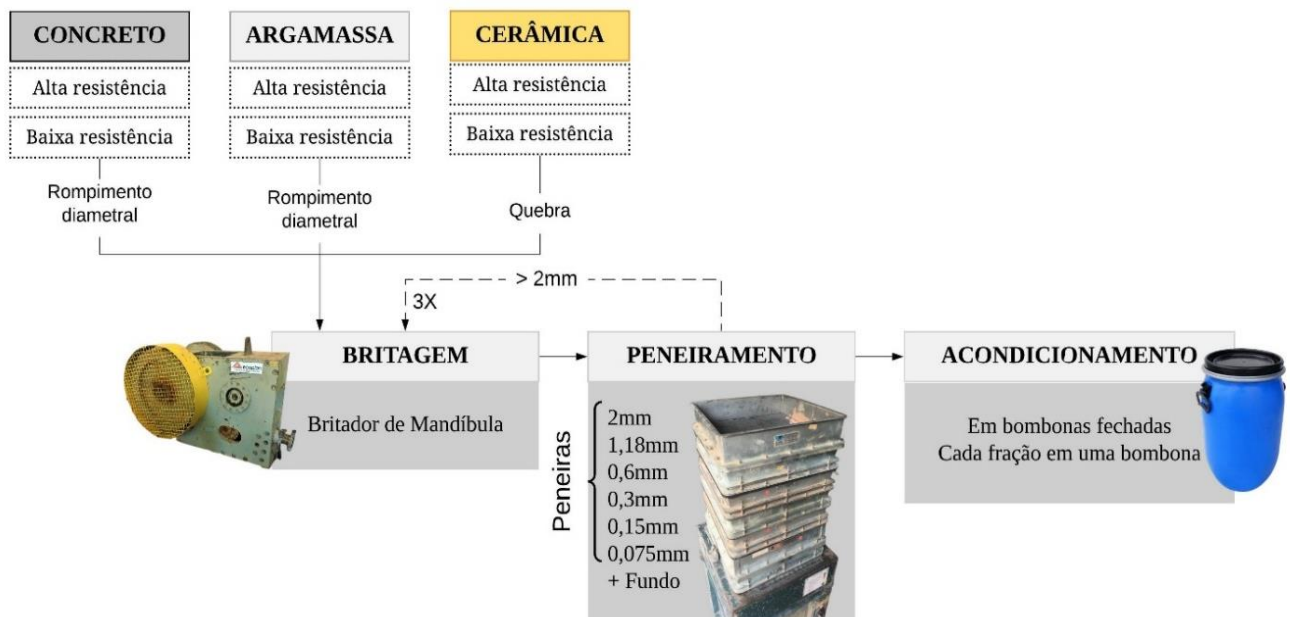 CONCRETO
ARGAMASSA
CERÂMICA
Alta resistência
Alta resistência
Alta resistência
Baixa resistência
Baixa resistência
Baixa resistência
Rompimento
diametral
Rompimento
diametral
Quebra
> 2mm
3X
BRITAGEM
PENEIRAMENTO
ACONDICIONAMENTO
Britador de Mandíbula
Peneiras
2mm
1,18mm
0,6mm
0,3mm
0,15mm
0,075mm
+ Fundo
Em bombonas fechadas
Cada fração em uma bombona